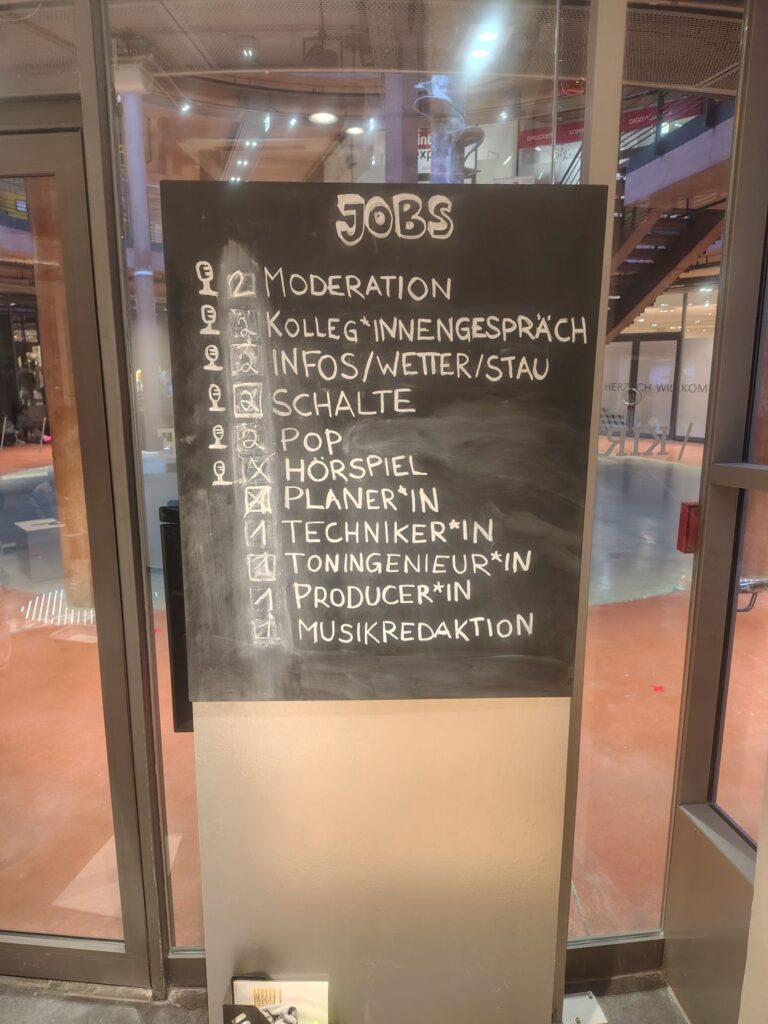 JOBS
2 MODERATION
2 KOLLEG*INNENGESPRÄCH
2 INFOS/WETTER/STAU
2 SCHALTE
2 POP
X HÖRSPIEL
PLANER*IN
1 TECHNIKER*IN
1 TONINGENIEUR*IN
1 PRODUCER*IN
1 MUSIKREDAKTION